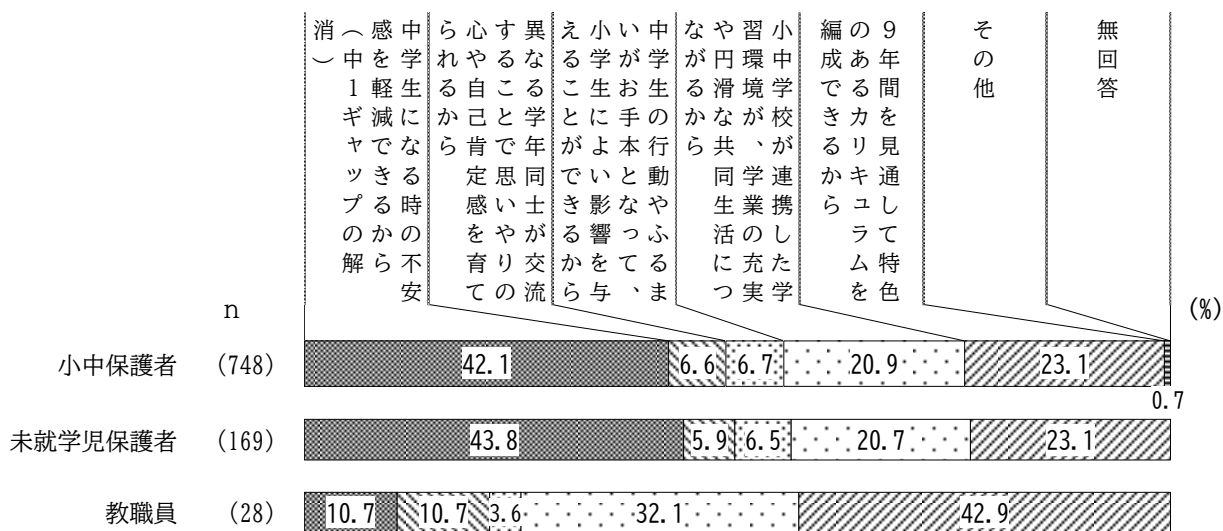 中学生になる時の不安
感を軽減できるから
（中１ギャップの解
消）
異なる学年同士が交流
することで思いやりの
心や自己肯定感を育て
られるから
中学生の行動やふるま
いがお手本となって、
小学生によい影響を与
えることができるから
小中学校が連携した学
習環境が、学業の充実
や円滑な共同生活につ
ながるから
９年間を見通して特色
のあるカリキュラムを
編成できるから
その他
無回答
n
(%)
小中保護者 (748) 42.1 6.6 6.7 20.9 23.1
0.7
未就学児保護者 (169) 43.8 5.9 6.5 20.7 23.1
教職員 (28) 10.7 10.7 3.6 32.1 42.9